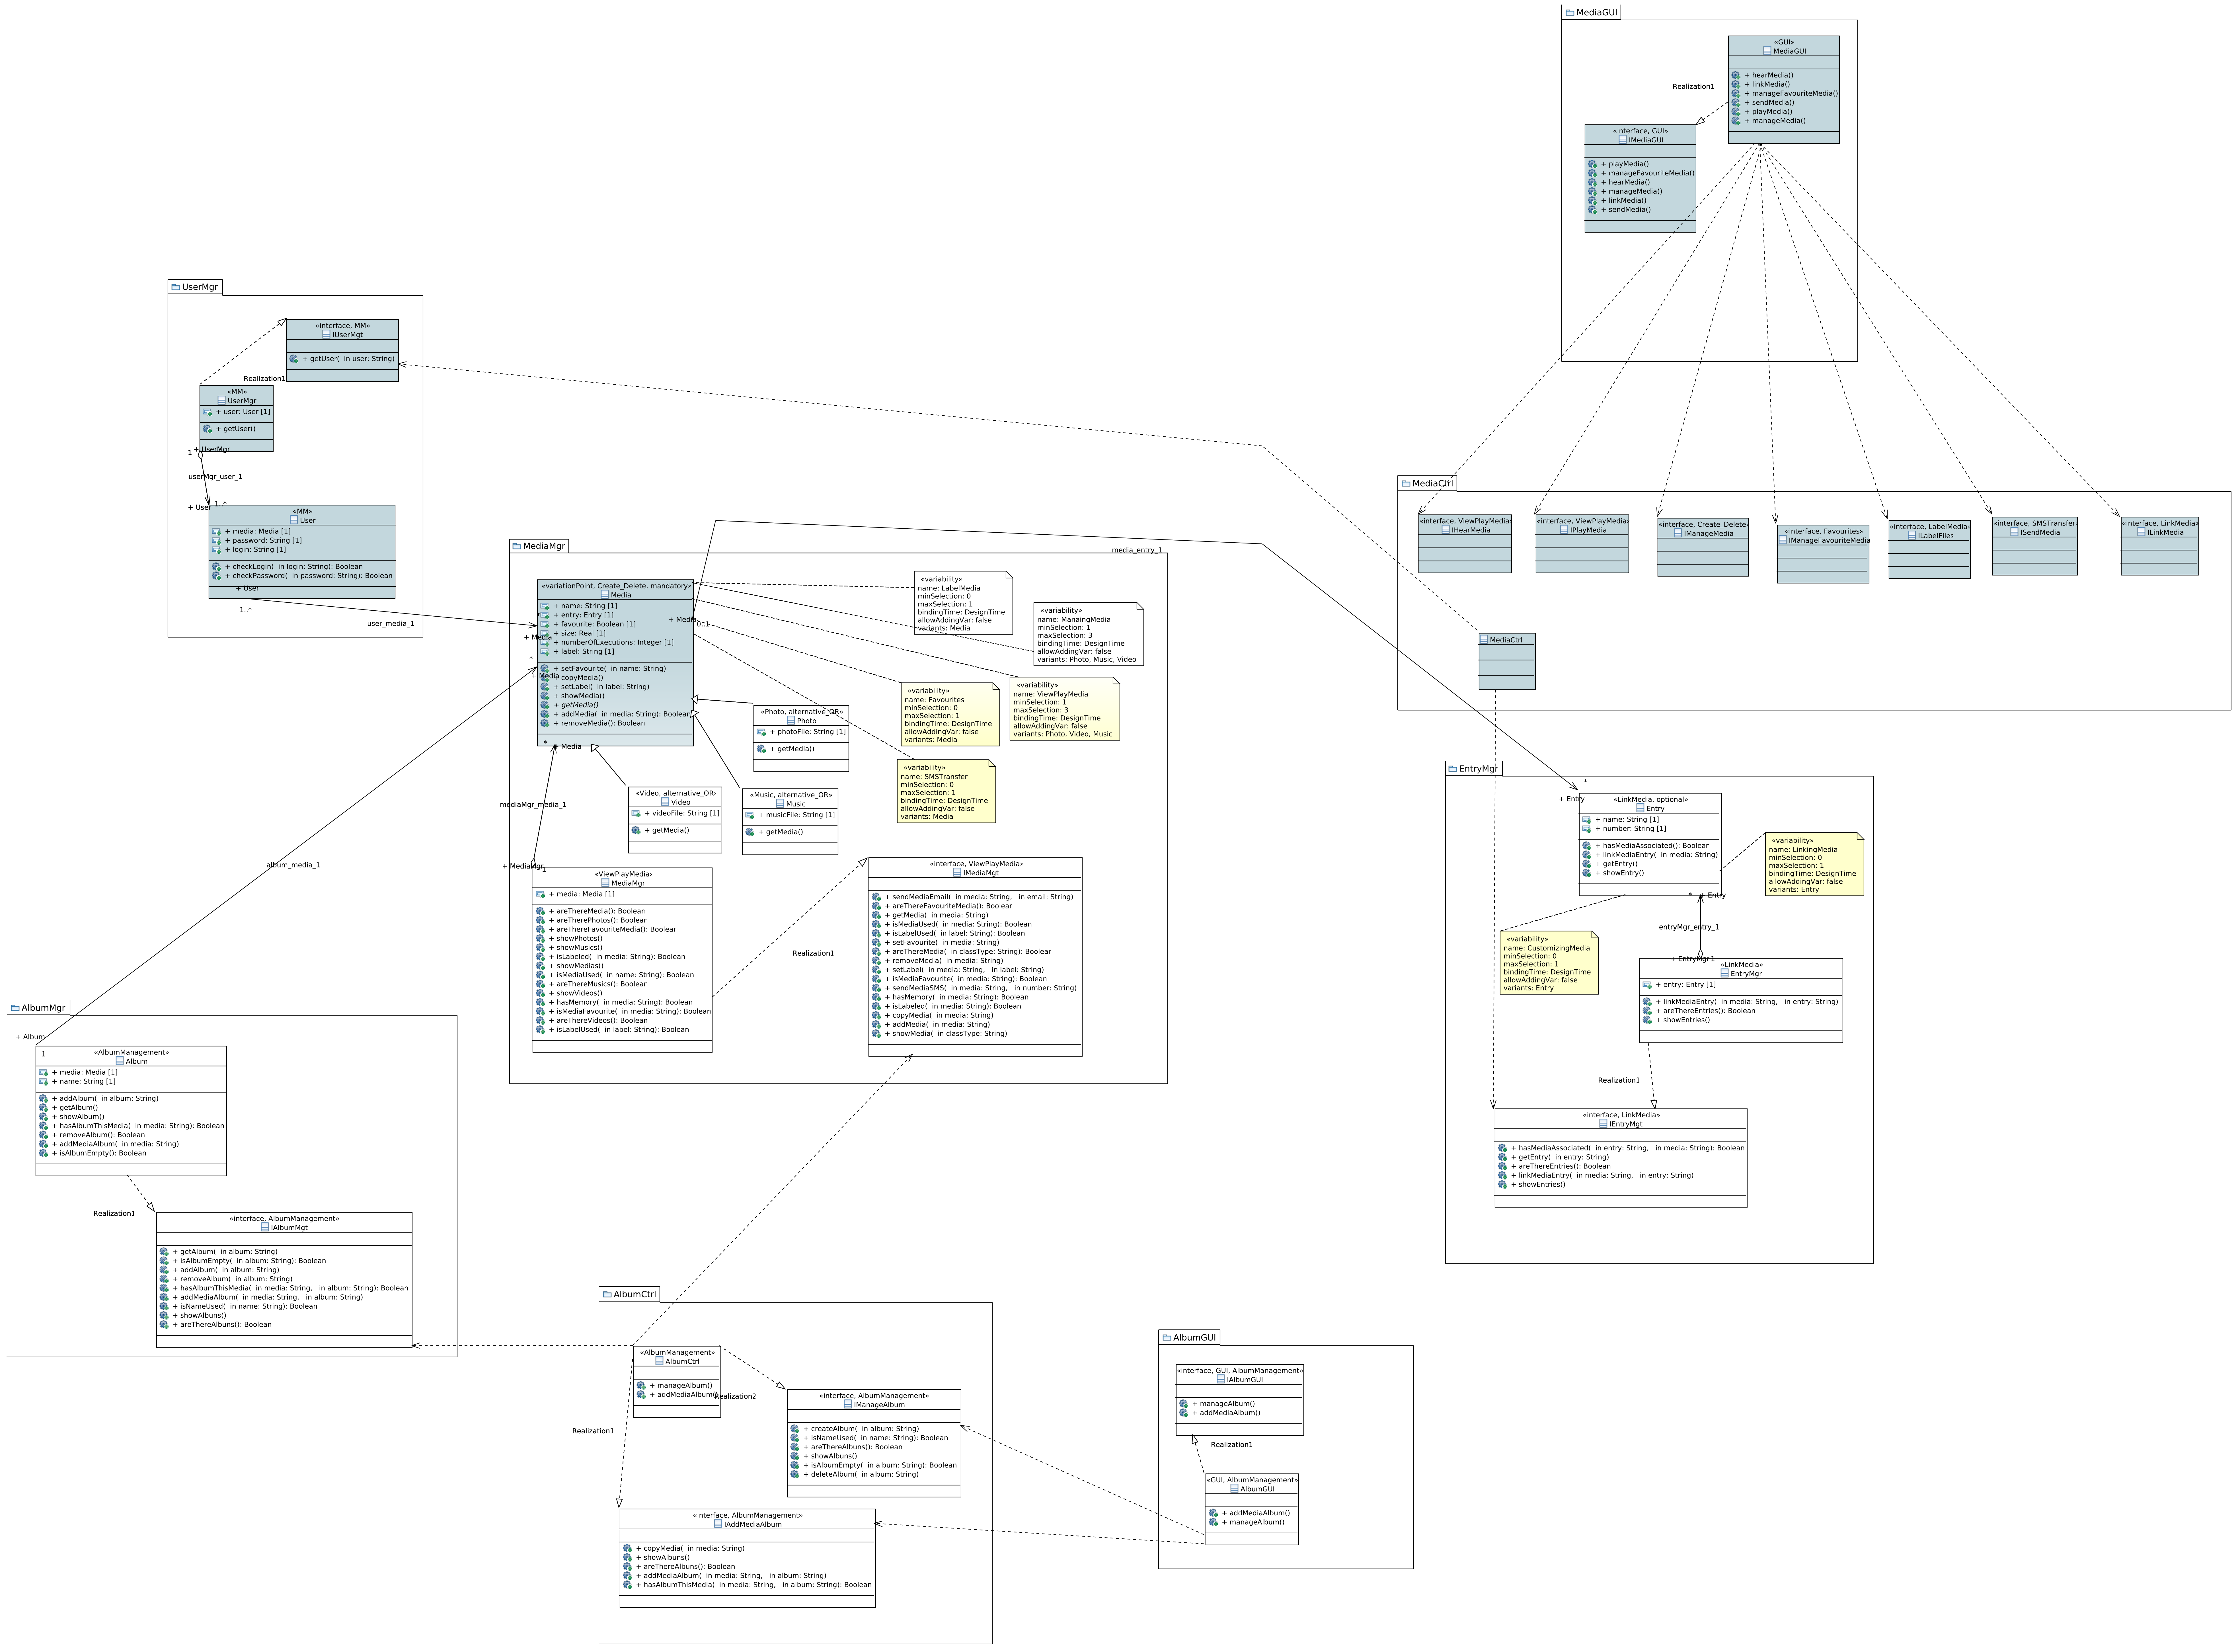 MediaGUI
«GUI»
MediaGUI
+ hearMedia()
+ linkMedia()
+ manageFavouriteMedia()
+ sendMedia()
+ playMedia()
+ manageMedia()
Realization1
«interface, GUI»
IMediaGUI
+ playMedia()
+ manageFavouriteMedia()
+ hearMedia()
+ manageMedia()
+ linkMedia()
+ sendMedia()
UserMgr
«interface, MM»
IUserMgt
+ getUser(  in user: String)
Realization1
«MM»
UserMgr
+ user: User [1]
+ getUser()
+ UserMgr
1
userMgr_user_1
1..*
+ User
«MM»
User
+ media: Media [1]
+ password: String [1]
+ login: String [1]
+ checkLogin(  in login: String): Boolean
+ checkPassword(  in password: String): Boolean
+ User
1..*
user_media_1
MediaCtrl
«interface, ViewPlayMedia»
IHearMedia
«interface, ViewPlayMedia»
IPlayMedia
«interface, Create_Delete»
IManageMedia
«interface, Favourites»
IManageFavouriteMedia
«interface, LabelMedia»
ILabelFiles
«interface, SMSTransfer»
ISendMedia
«interface, LinkMedia»
ILinkMedia
MediaCtrl
MediaMgr
media_entry_1
«variationPoint, Create_Delete, mandatory»
Media
+ name: String [1]
+ entry: Entry [1]
+ favourite: Boolean [1]
+ size: Real [1]
+ numberOfExecutions: Integer [1]
+ label: String [1]
+ setFavourite(  in name: String)
+ copyMedia()
+ setLabel(  in label: String)
+ showMedia()
+ getMedia()
+ addMedia(  in media: String): Boolean
+ removeMedia(): Boolean
+ Media
0..1
+ Media
*
+ Media
*
+ Media
«variability»
name: LabelMedia
minSelection: 0
maxSelection: 1
bindingTime: DesignTime
allowAddingVar: false
variants: Media
«variability»
name: ManaingMedia
minSelection: 1
maxSelection: 3
bindingTime: DesignTime
allowAddingVar: false
variants: Photo, Music, Video
«variability»
name: Favourites
minSelection: 0
maxSelection: 1
bindingTime: DesignTime
allowAddingVar: false
variants: Media
«variability»
name: ViewPlayMedia
minSelection: 1
maxSelection: 3
bindingTime: DesignTime
allowAddingVar: false
variants: Photo, Video, Music
«variability»
name: SMSTransfer
minSelection: 0
maxSelection: 1
bindingTime: DesignTime
allowAddingVar: false
variants: Media
«Photo, alternative_OR»
Photo
+ photoFile: String [1]
+ getMedia()
«Video, alternative_OR»
Video
+ videoFile: String [1]
+ getMedia()
«Music, alternative_OR»
Music
+ musicFile: String [1]
+ getMedia()
mediaMgr_media_1
+ MediaMgr
1
«ViewPlayMedia»
MediaMgr
+ media: Media [1]
+ areThereMedia(): Boolean
+ areTherePhotos(): Boolean
+ areThereFavouriteMedia(): Boolean
+ showPhotos()
+ showMusics()
+ isLabeled(  in media: String): Boolean
+ showMedias()
+ isMediaUsed(  in name: String): Boolean
+ areThereMusics(): Boolean
+ showVideos()
+ hasMemory(  in media: String): Boolean
+ isMediaFavourite(  in media: String): Boolean
+ areThereVideos(): Boolean
+ isLabelUsed(  in label: String): Boolean
Realization1
«interface, ViewPlayMedia»
IMediaMgt
+ sendMediaEmail(  in media: String,   in email: String)
+ areThereFavouriteMedia(): Boolean
+ getMedia(  in media: String)
+ isMediaUsed(  in media: String): Boolean
+ isLabelUsed(  in label: String): Boolean
+ setFavourite(  in media: String)
+ areThereMedia(  in classType: String): Boolean
+ removeMedia(  in media: String)
+ setLabel(  in media: String,   in label: String)
+ isMediaFavourite(  in media: String): Boolean
+ sendMediaSMS(  in media: String,   in number: String)
+ hasMemory(  in media: String): Boolean
+ isLabeled(  in media: String): Boolean
+ copyMedia(  in media: String)
+ addMedia(  in media: String)
+ showMedia(  in classType: String)
EntryMgr
*
+ Entry
«LinkMedia, optional»
Entry
+ name: String [1]
+ number: String [1]
+ hasMediaAssociated(): Boolean
+ linkMediaEntry(  in media: String)
+ getEntry()
+ showEntry()
* + Entry
«variability»
name: LinkingMedia
minSelection: 0
maxSelection: 1
bindingTime: DesignTime
allowAddingVar: false
variants: Entry
«variability»
name: CustomizingMedia
minSelection: 0
maxSelection: 1
bindingTime: DesignTime
allowAddingVar: false
variants: Entry
entryMgr_entry_1
+ EntryMgr 1
«LinkMedia»
EntryMgr
+ entry: Entry [1]
+ linkMediaEntry(  in media: String,   in entry: String)
+ areThereEntries(): Boolean
+ showEntries()
Realization1
«interface, LinkMedia»
IEntryMgt
+ hasMediaAssociated(  in entry: String,   in media: String): Boolean
+ getEntry(  in entry: String)
+ areThereEntries(): Boolean
+ linkMediaEntry(  in media: String,   in entry: String)
+ showEntries()
album_media_1
AlbumMgr
+ Album
1
«AlbumManagement»
Album
+ media: Media [1]
+ name: String [1]
+ addAlbum(  in album: String)
+ getAlbum()
+ showAlbum()
+ hasAlbumThisMedia(  in media: String): Boolean
+ removeAlbum(): Boolean
+ addMediaAlbum(  in media: String)
+ isAlbumEmpty(): Boolean
Realization1
«interface, AlbumManagement»
IAlbumMgt
+ getAlbum(  in album: String)
+ isAlbumEmpty(  in album: String): Boolean
+ addAlbum(  in album: String)
+ removeAlbum(  in album: String)
+ hasAlbumThisMedia(  in media: String,   in album: String): Boolean
+ addMediaAlbum(  in media: String,   in album: String)
+ isNameUsed(  in name: String): Boolean
+ showAlbuns()
+ areThereAlbuns(): Boolean
AlbumCtrl
«AlbumManagement»
AlbumCtrl
+ manageAlbum()
+ addMediaAlbum()
Realization2
Realization1
«interface, AlbumManagement»
IManageAlbum
+ createAlbum(  in album: String)
+ isNameUsed(  in name: String): Boolean
+ areThereAlbuns(): Boolean
+ showAlbuns()
+ isAlbumEmpty(  in album: String): Boolean
+ deleteAlbum(  in album: String)
«interface, AlbumManagement»
IAddMediaAlbum
+ copyMedia(  in media: String)
+ showAlbuns()
+ areThereAlbuns(): Boolean
+ addMediaAlbum(  in media: String,   in album: String)
+ hasAlbumThisMedia(  in media: String,   in album: String): Boolean
AlbumGUI
«interface, GUI, AlbumManagement»
IAlbumGUI
+ manageAlbum()
+ addMediaAlbum()
Realization1
«GUI, AlbumManagement»
AlbumGUI
+ addMediaAlbum()
+ manageAlbum()